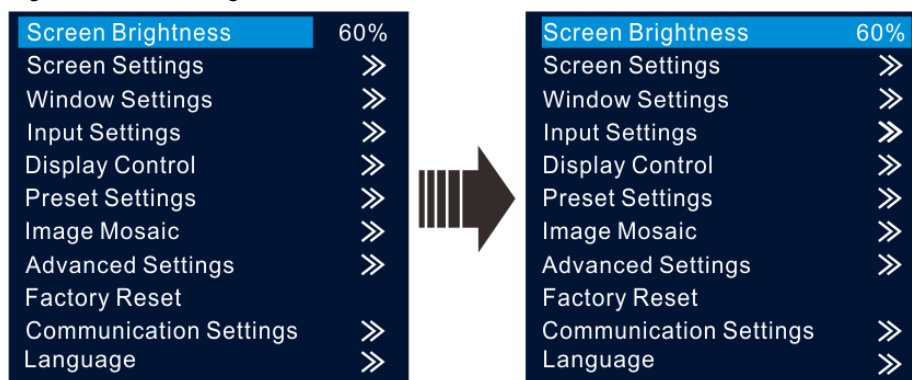 Screen Brightness 60%
Screen Settings
Window Settings
Input Settings
Display Control
Preset Settings
Image Mosaic
Advanced Settings
Factory Reset
Communication Settings
Language
Screen Brightness 60%
Screen Settings
Window Settings
Input Settings
Display Control
Preset Settings
Image Mosaic
Advanced Settings
Factory Reset
Communication Settings
Language